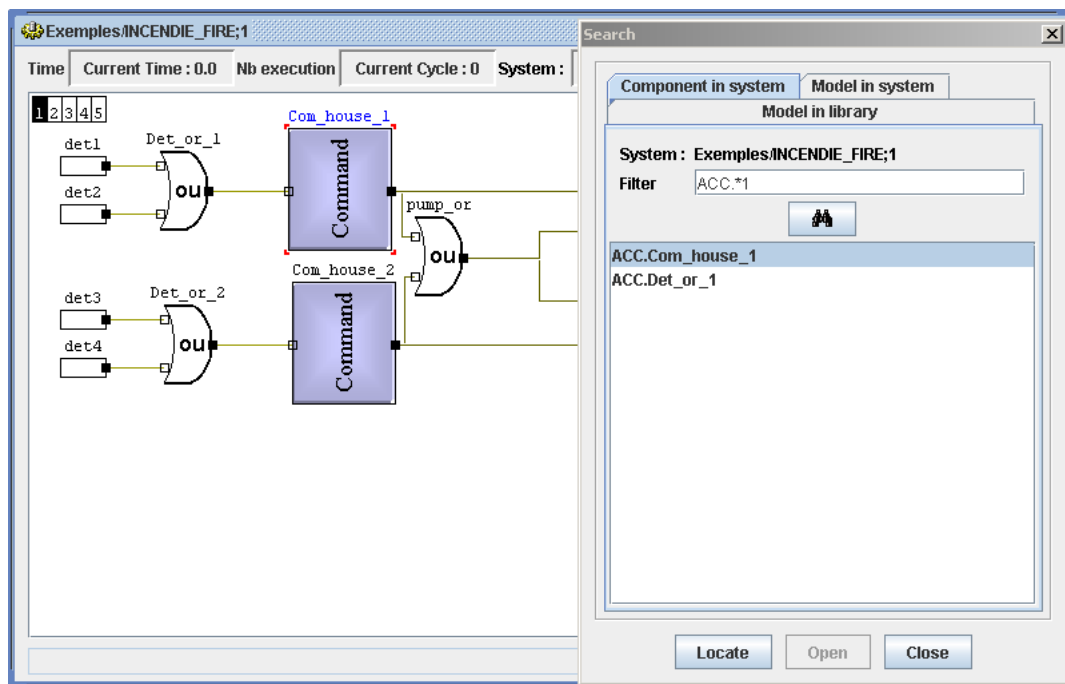 Exemples/INCENDIE_FIRE;1
Time Current Time : 0.0 Nb execution Current Cycle : 0 System :
1 2 3 4 5
det1
det2
Det_or_1
ou
Com_house_1
Command
pump_or
ou
det3
det4
Det_or_2
ou
Com_house_2
Command
Search
Component in system Model in system
Model in library
System : Exemples/INCENDIE_FIRE;1
Filter ACC.*1
ACC.Com_house_1
ACC.Det_or_1
Locate Open Close